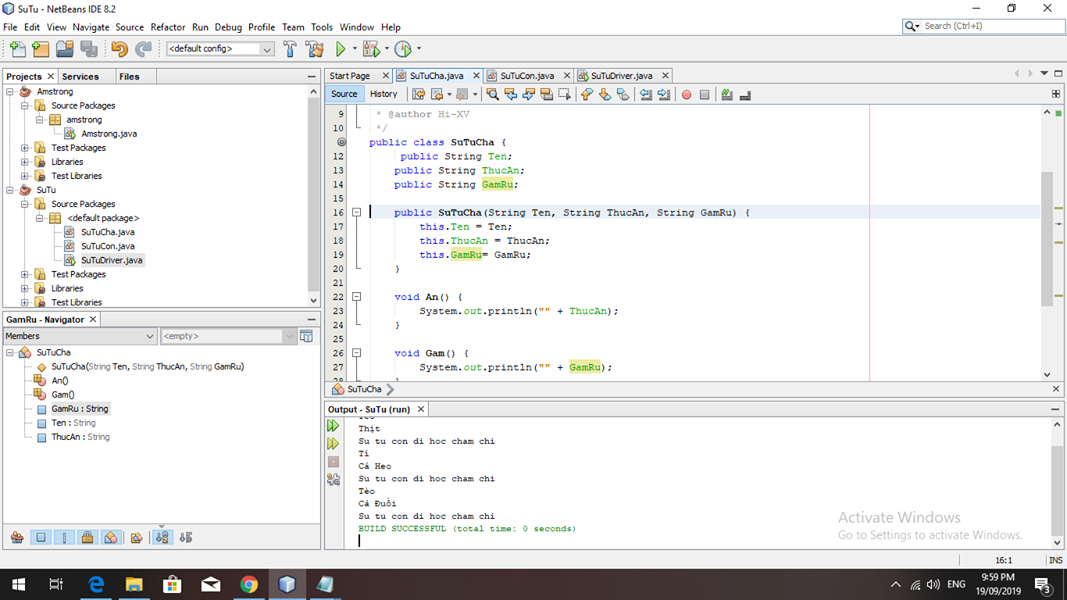 SuTu - NetBeans IDE 8.2
File Edit View Navigate Source Refactor Run Debug Profile Team Tools Window Help
Search (Ctrl+I)
<default config>
Projects Services Files
Amstrong
Source Packages
amstrong
Amstrong.java
Test Packages
Libraries
Test Libraries
SuTu
Source Packages
<default package>
SuTuCha.java
SuTuCon.java
SuTuDriver.java
Test Packages
Libraries
Test Libraries
GamRu - Navigator
Members <empty>
SuTuCha
SuTuCha(String Ten, String ThucAn, String GamRu)
An()
Gam()
GamRu : String
Ten : String
ThucAn : String
Start Page SuTuCha.java SuTuCon.java SuTuDriver.java
Source History
9 * @author Hi-XV
10 */
public class SuTuCha {
12 public String Ten;
13 public String ThucAn;
14 public String GamRu;
15
16 public SuTuCha(String Ten, String ThucAn, String GamRu) {
17 this.Ten = Ten;
18 this.ThucAn = ThucAn;
19 this.GamRu= GamRu;
20 }
21
22 void An() {
23 System.out.println("" + ThucAn);
24 }
25
26 void Gam() {
27 System.out.println("" + GamRu);
28 }
SuTuCha
Output - SuTu (run)
Thịt
Su tu con di hoc cham chi
Tí
Cá Heo
Su tu con di hoc cham chi
Tèo
Cá Đuối
Su tu con di hoc cham chi
BUILD SUCCESSFUL (total time: 0 seconds)
Activate Windows
Go to Settings to activate Windows.
16:1 INS
ENG
9:59 PM
19/09/2019
3